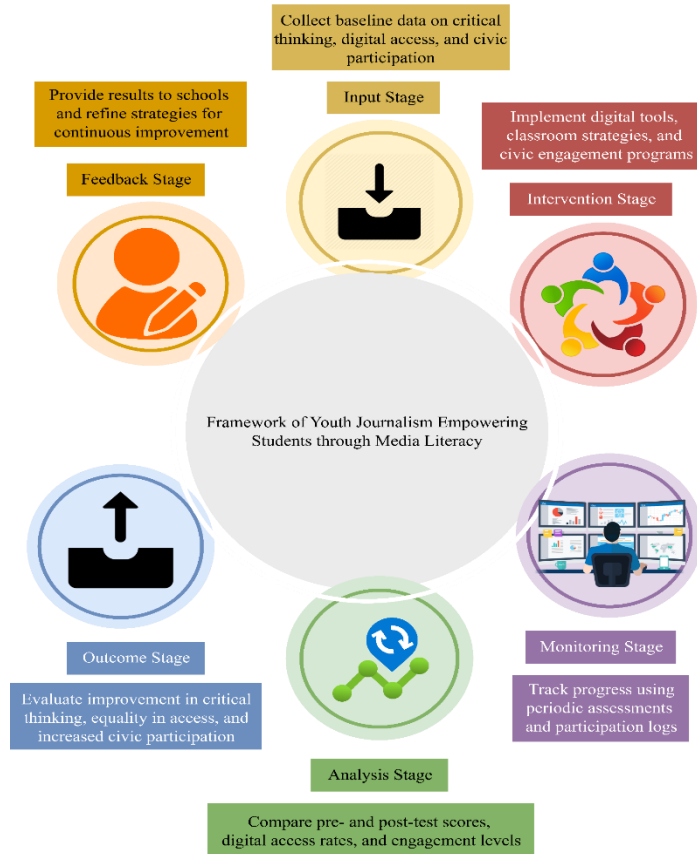 Collect baseline data on critical
thinking, digital access, and civic
participation
Input Stage
Implement digital tools,
classroom strategies, and
civic engagement programs
Intervention Stage
Monitoring Stage
Track progress using
periodic assessments
and participation logs
Analysis Stage
Compare pre- and post-test scores,
digital access rates, and engagement levels
Outcome Stage
Evaluate improvement in critical
thinking, equality in access, and
increased civic participation
Provide results to schools
and refine strategies for
continuous improvement
Feedback Stage
Framework of Youth Journalism Empowering
Students through Media Literacy